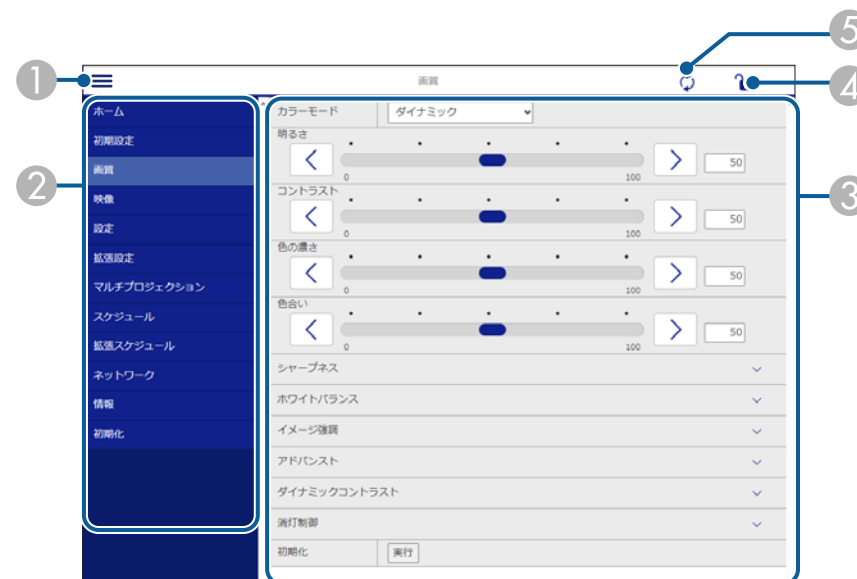 5
1
画質
4
2
ホーム
初期設定
画質
映像
設定
拡張設定
マルチプロジェクション
スケジュール
拡張スケジュール
ネットワーク
情報
初期化
3
カラーモード ダイナミック
明るさ
0 100 50
コントラスト
0 100 50
色の濃さ
0 100 50
色合い
0 100 50
シャープネス
ホワイトバランス
イメージ強調
アドバンスト
ダイナミックコントラスト
消灯制御
初期化 実行